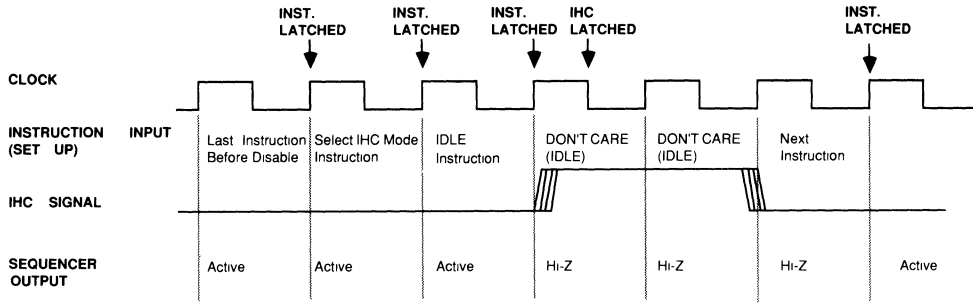 INST. INST. INST. IHC INST.
LATCHED LATCHED LATCHED LATCHED LATCHED
CLOCK
INSTRUCTION INPUT
(SET UP)
Last Instruction Select IHC Mode IDLE DON'T CARE DON'T CARE Next
Before Disable Instruction Instruction (IDLE) (IDLE) Instruction
IHC SIGNAL
SEQUENCER
OUTPUT
Active Active Active Hi-Z Hi-Z Hi-Z Active